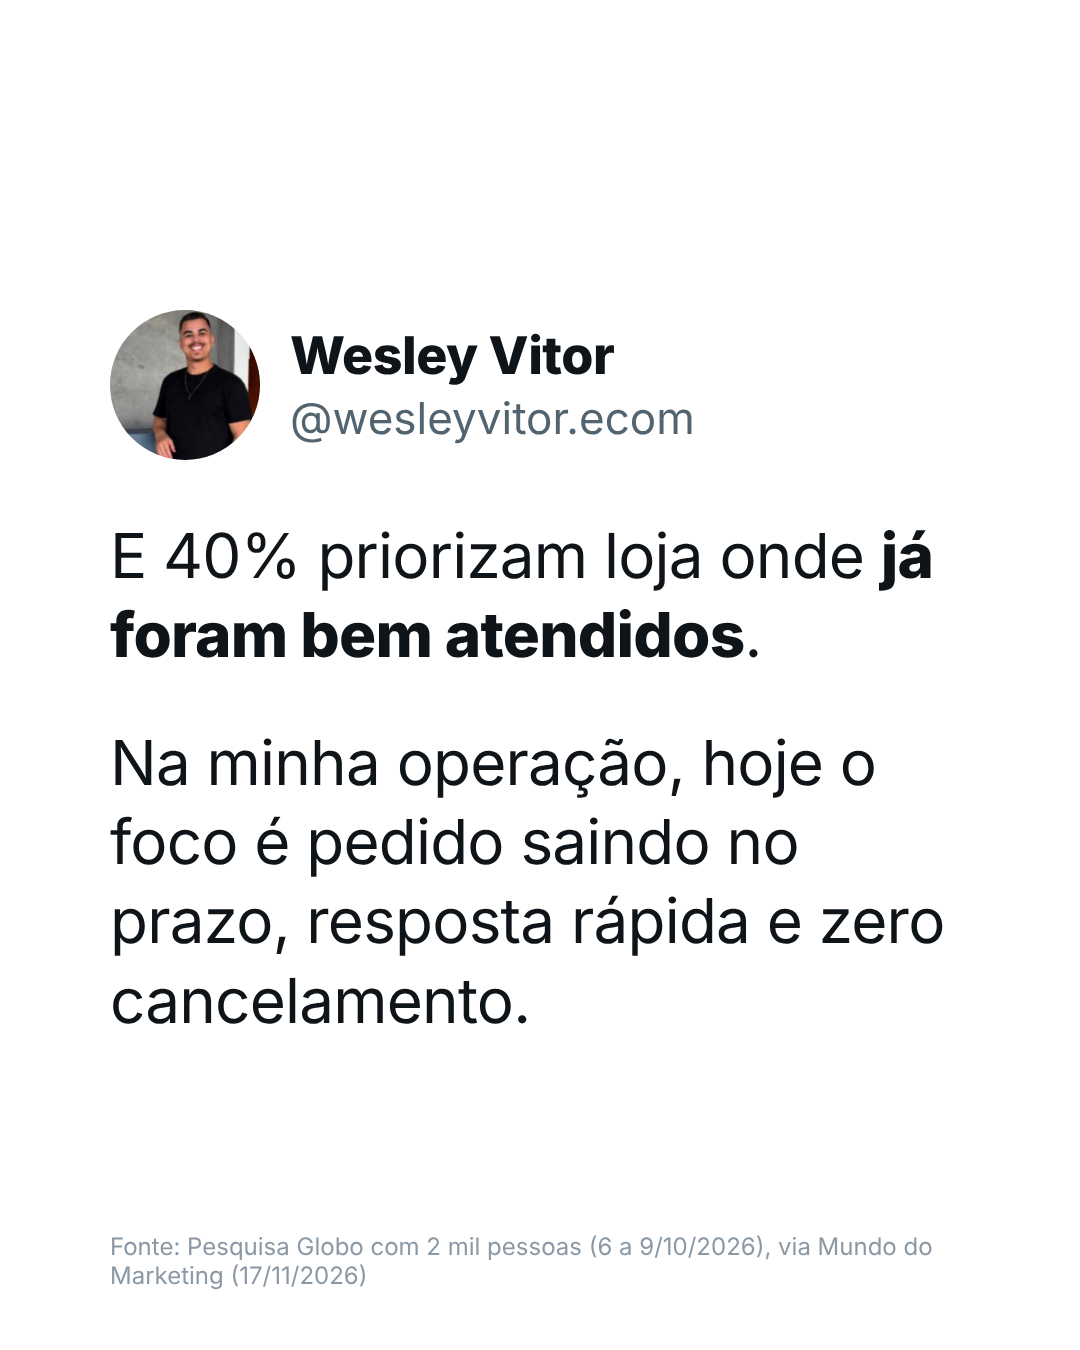 Wesley Vitor
@wesleyvitor.ecom
E 40% priorizam loja onde já
foram bem atendidos.
Na minha operação, hoje o
foco é pedido saindo no
prazo, resposta rápida e zero
cancelamento.
Fonte: Pesquisa Globo com 2 mil pessoas (6 a 9/10/2026), via Mundo do
Marketing (17/11/2026)